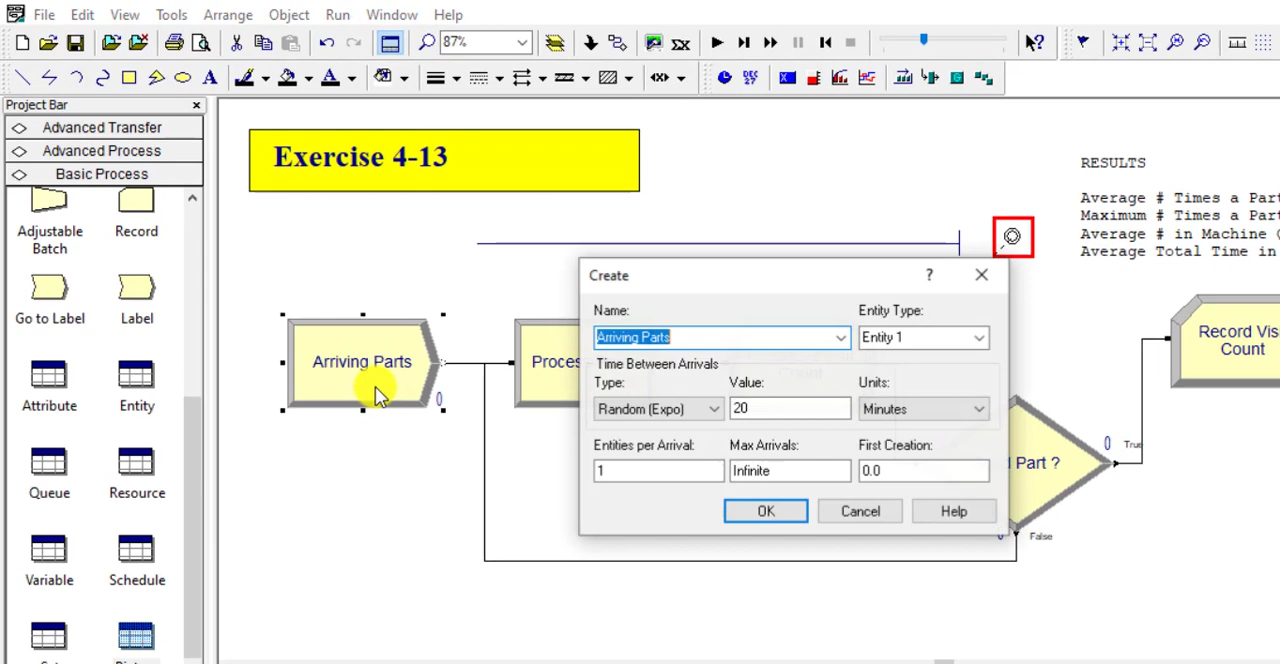 File Edit View Tools Arrange Object Run Window Help
87%
Project Bar
Advanced Transfer
Advanced Process
Basic Process
Adjustable Batch
Record
Go to Label
Label
Attribute
Entity
Queue
Resource
Variable
Schedule
Exercise 4-13
RESULTS
Average # Times a Part
Maximum # Times a Part
Average # in Machine
Average Total Time in
Arriving Parts
0
Proces
Create
Name:
Entity Type:
Arriving Parts
Entity 1
Time Between Arrivals
Type:
Value:
Units:
Random (Expo)
20
Minutes
Entities per Arrival:
Max Arrivals:
First Creation:
1
Infinite
0.0
OK
Cancel
Help
Record Vis
Count
Part ?
0
True
0
False